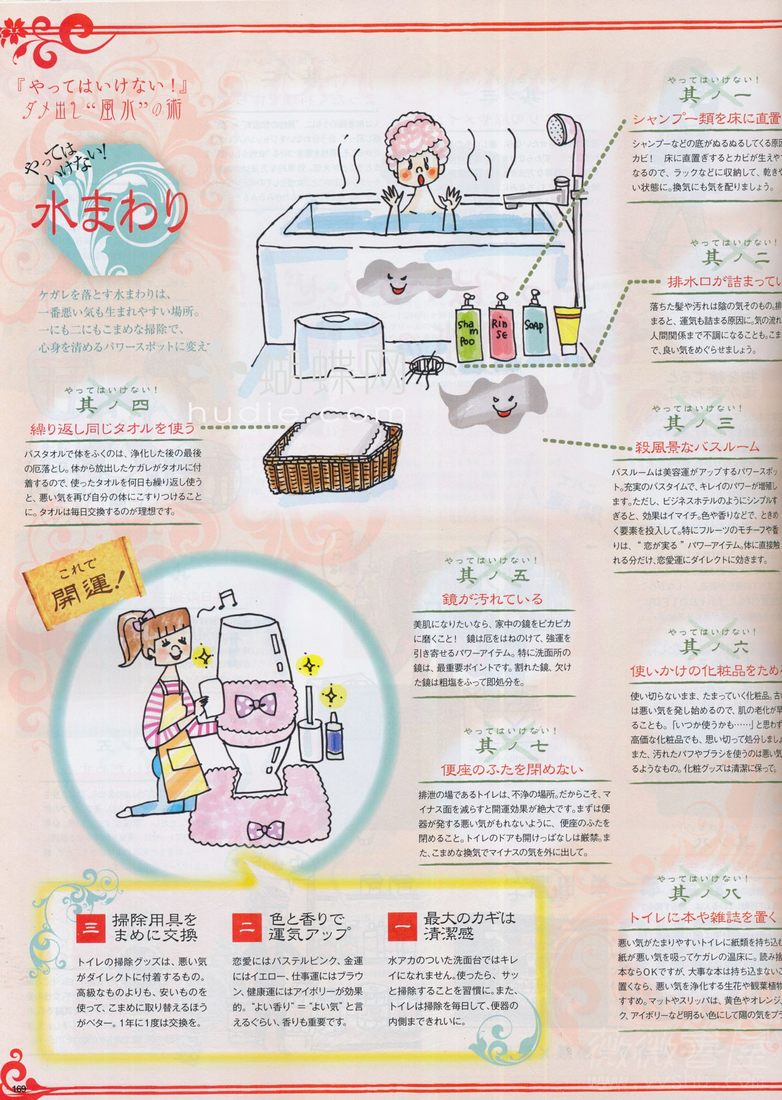 『やってはいけない！』
ダメ出し“風水”の術
やっては
いけない！
水まわり
ケガレを落とす水まわりは、
一番悪い気も生まれやすい場所。
一にも二にもこまめな掃除で、
心身を清めるパワースポットに変え
やってはいけない！
其ノ一
シャンプー類を床に直置
シャンプーなどの底がぬるぬるしてくる原因
カビ！ 床に直置きするとカビが生えや
なるので、ラックなどに収納して、乾きや
い状態に。換気にも気を配りましょう。
やってはいけない！
其ノ二
排水口が詰まってい
落ちた髪や汚れは陰の気そのもの。排
まると、運気も詰まる原因に。気の流れ
人間関係まで不調になることも。こま
で、良い気をめぐらせましょう。
やってはいけない！
其ノ三
殺風景なバスルーム
バスルームは美容運がアップするパワースポッ
ト。充実のバスタイムで、キレイのパワーが増幅し
ます。ただし、ビジネスホテルのようにシンプルす
ぎると、効果はイマイチ。色や香りなどで、ときめ
く要素を投入して。特にフルーツのモチーフや香
りは、“恋が実る”パワーアイテム。体に直接触
れる分だけ、恋愛運にダイレクトに効きます。
やってはいけない！
其ノ四
繰り返し同じタオルを使う
バスタオルで体をふくのは、浄化した後の最後
の厄落とし。体から放出したケガレがタオルに付
着するので、使ったタオルを何日も繰り返し使う
と、悪い気を再び自分の体にこすりつけること
に。タオルは毎日交換するのが理想です。
Sham
Poo
Rin
se
SOAP
蝴蝶网
hudie.com
これで
開運！
やってはいけない！
其ノ五
鏡が汚れている
美肌になりたいなら、家中の鏡をピカピカ
に磨くこと！ 鏡は厄をはねのけて、強運を
引き寄せるパワーアイテム。特に洗面所の
鏡は、最重要ポイントです。割れた鏡、欠け
た鏡は粗塩をふって即処分を。
やってはいけない！
其ノ六
使いかけの化粧品をため
使い切らないまま、たまっていく化粧品。古い
は悪い気を発し始めるので、肌の老化が早
ることも。「いつか使うかも……」と思わず
高価な化粧品でも、思い切って処分しましょ
また、汚れたパフやブラシを使うのは悪い気
るようなもの。化粧グッズは清潔に保って。
やってはいけない！
其ノ七
便座のふたを閉めない
排泄の場であるトイレは、不浄の場所。だからこそ、マ
イナス面を減らすと開運効果が絶大です。まずは便
器が発する悪い気がもれないように、便座のふたを
閉めること。トイレのドアも開けっぱなしは厳禁。ま
た、こまめな換気でマイナスの気を外に出して。
やってはいけない！
其ノ八
トイレに本や雑誌を置く
悪い気がたまりやすいトイレに紙類を持ち込む
紙が悪い気を吸ってケガレの温床に。読み捨
本ならOKですが、大事な本は持ち込まない
置くなら、悪い気を浄化する生花や観葉植物
すすめ。マットやスリッパは、黄色やオレンジ、
ク、アイボリーなど明るい色にして陽の気をプラ
一 最大のカギは
清潔感
水アカのついた洗面台ではキレ
イになれません。使ったら、サッ
と掃除することを習慣に。また、
トイレは掃除を毎日して、便器の
内側まできれいに。
二 色と香りで
運気アップ
恋愛にはパステルピンク、金運
にはイエロー、仕事運にはブラウ
ン、健康運にはアイボリーが効果
的。“よい香り”＝“よい気”と言
えるぐらい、香りも重要です。
三 掃除用具を
まめに交換
トイレの掃除グッズは、悪い気
がダイレクトに付着するもの。
高級なものよりも、安いものを
使って、こまめに取り替えるほう
がベター。1年に1度は交換を。
169